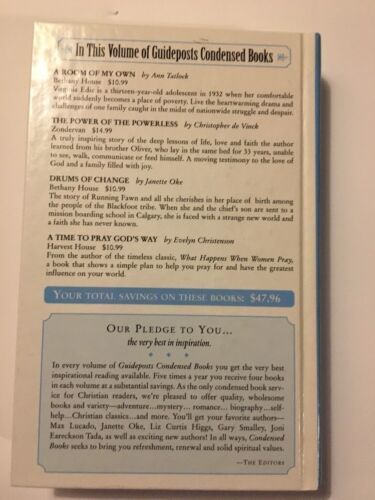 In This Volume of Guideposts Condensed Books
A ROOM OF MY OWN by Ann Tatlock
Bethany House $10.99
Virginia Edic is a thirteen-year-old adolescent in 1932 when her comfortable
world suddenly becomes a place of poverty. Live the heartwarming drama and
challenges of one family caught in the midst of nationwide struggle and despair.
THE POWER OF THE POWERLESS by Christopher de Vinck
Zondervan $14.99
A truly inspiring story of the deep lessons of life, love and faith the author
learned from his brother Oliver, who lay in the same bed for 33 years, unable
to see, walk, communicate or feed himself. A moving testimony to the love of
God and a family filled with joy.
DRUMS OF CHANGE by Janette Oke
Bethany House $10.99
The story of Running Fawn and all she cherishes in her place of birth among
the people of the Blackfoot tribe. When she and the chief's son are sent to a
mission boarding school in Calgary, she is faced with a strange new world and
a faith she has never known.
A TIME TO PRAY GOD'S WAY by Evelyn Christenson
Harvest House $10.99
From the author of the timeless classic, What Happens When Women Pray,
a book that shows a simple plan to help you pray for and have the greatest
influence on your world.
YOUR TOTAL SAVINGS ON THESE BOOKS: $47.96
OUR PLEDGE TO YOU...
the very best in inspiration.
In every volume of Guideposts Condensed Books you get the very best
inspirational reading available. Five times a year you receive four books
in each volume at a substantial savings. As the only condensed book serv-
ice for Christian readers, we're pleased to offer quality, wholesome
books and variety—adventure...mystery... romance... biography...self-
help...Christian classics...and more. You'll get your favorite authors—
Max Lucado, Janette Oke, Liz Curtis Higgs, Gary Smalley, Joni
Eareckson Tada, as well as exciting new authors! In all ways, Condensed
Books seeks to bring you refreshment, renewal and solid spiritual values.
—THE EDITORS